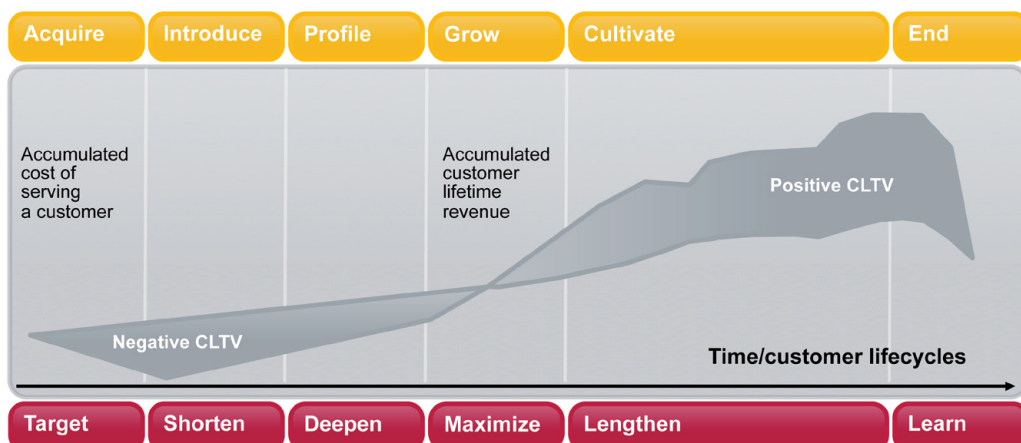 Acquire
Introduce
Profile
Grow
Cultivate
End
Accumulated
cost of
serving
a customer
Accumulated
customer
lifetime
revenue
Positive CLTV
Negative CLTV
Time/customer lifecycles
Target
Shorten
Deepen
Maximize
Lengthen
Learn